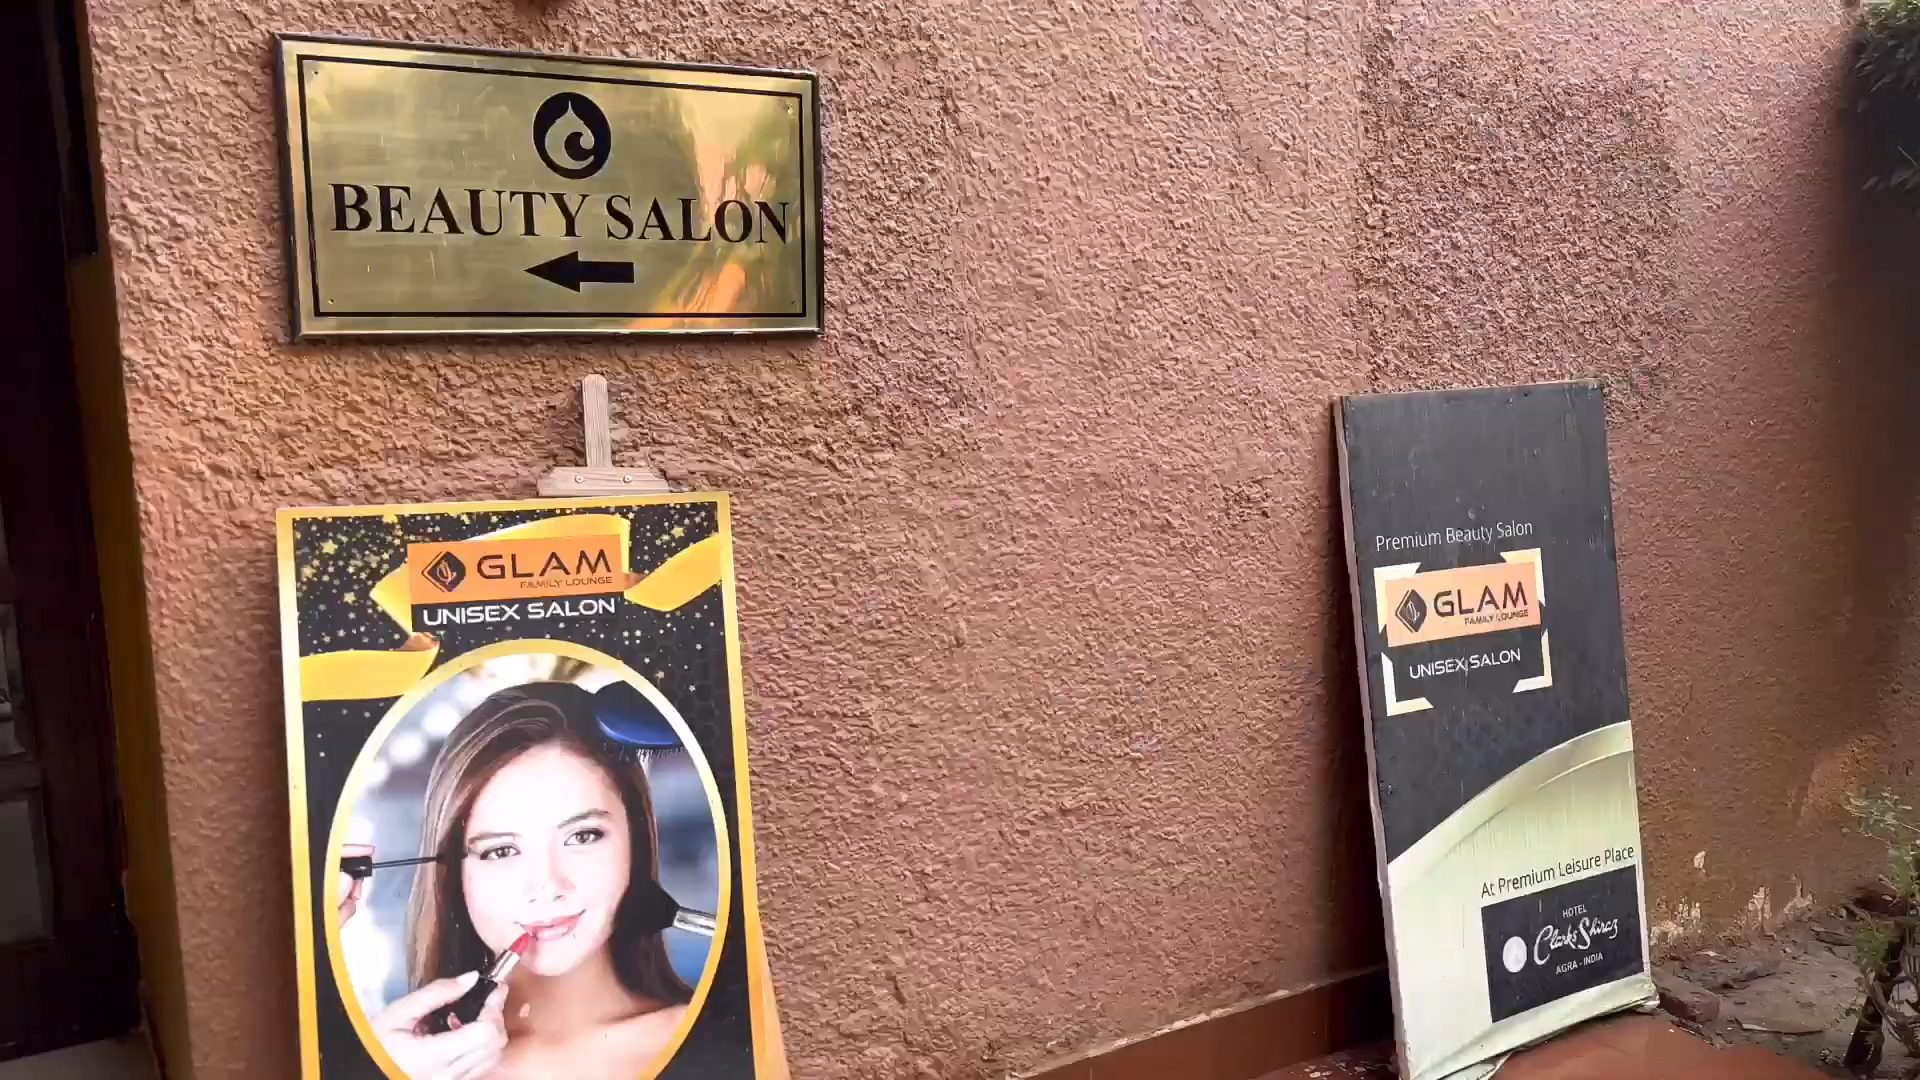 BEAUTY SALON
GLAM
FAMILY LOUNGE
UNISEX SALON
Premium Beauty Salon
GLAM
FAMILY LOUNGE
UNISEX SALON
At Premium Leisure Place
HOTEL
Clarks Shiraz
AGRA - INDIA